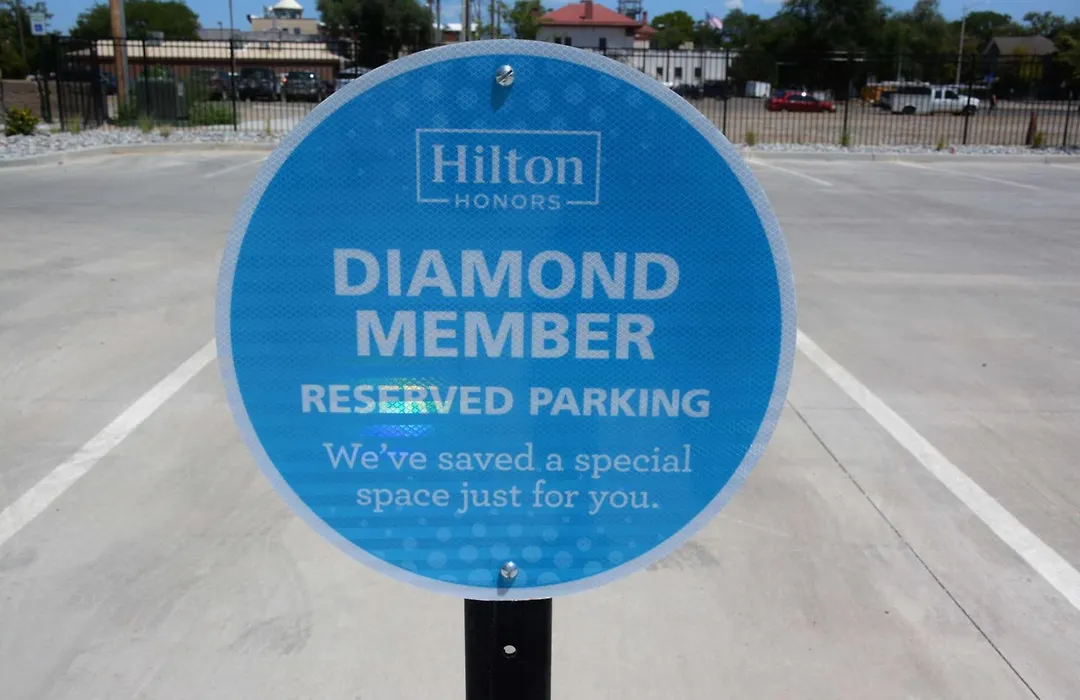 Hilton
HONORS
DIAMOND
MEMBER
RESERVED PARKING
We've saved a special
space just for you.